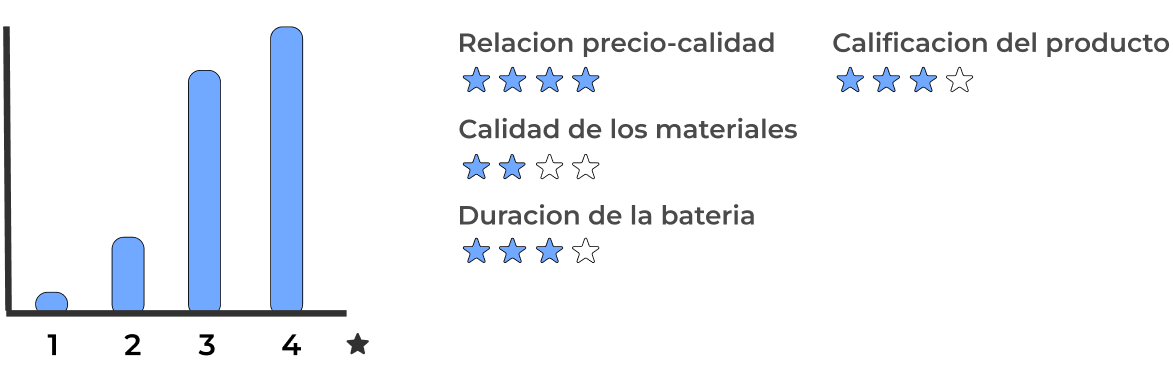 Relacion precio-calidad
Calificacion del producto
Calidad de los materiales
Duracion de la bateria
1 2 3 4